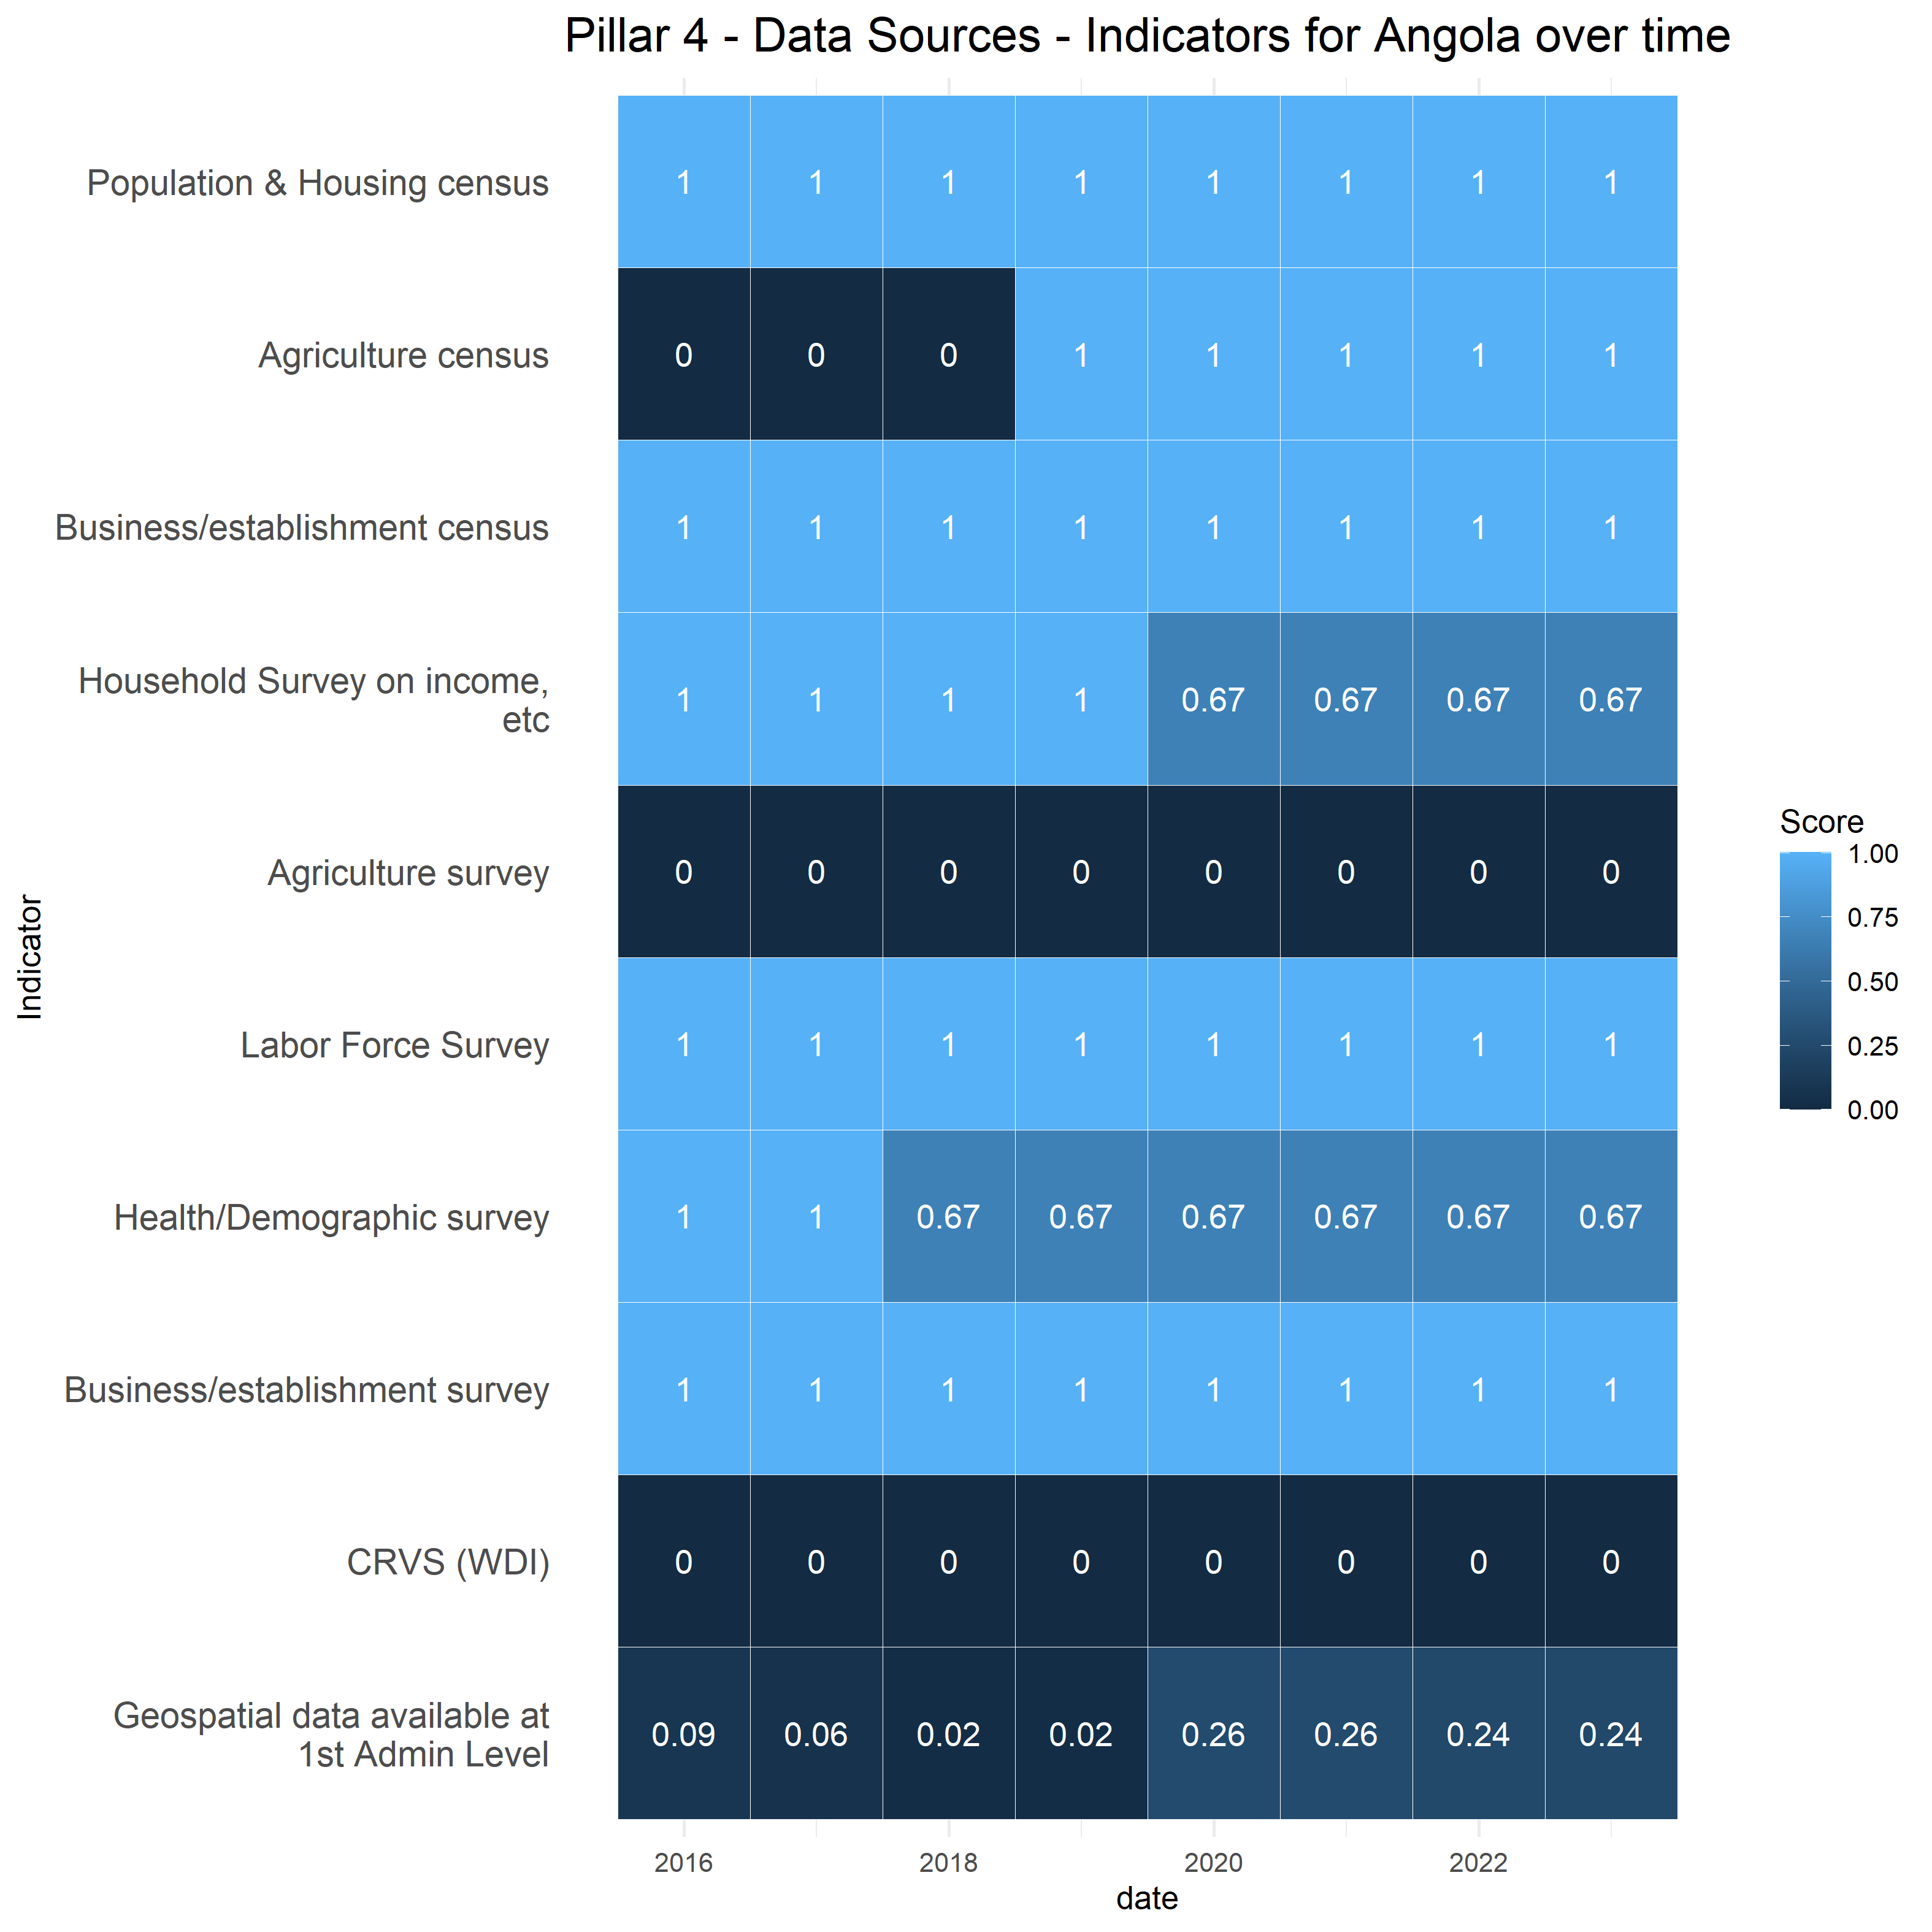 Pillar 4 - Data Sources - Indicators for Angola over time
Population & Housing census
1 1 1 1 1 1 1 1
Agriculture census
0 0 0 1 1 1 1 1
Business/establishment census
1 1 1 1 1 1 1 1
Household Survey on income,
etc
1 1 1 1 0.67 0.67 0.67 0.67
Agriculture survey
0 0 0 0 0 0 0 0
Labor Force Survey
1 1 1 1 1 1 1 1
Health/Demographic survey
1 1 0.67 0.67 0.67 0.67 0.67 0.67
Business/establishment survey
1 1 1 1 1 1 1 1
CRVS (WDI)
0 0 0 0 0 0 0 0
Geospatial data available at
1st Admin Level
0.09 0.06 0.02 0.02 0.26 0.26 0.24 0.24
2016 2018 2020 2022
date
Indicator
Score
1.00
0.75
0.50
0.25
0.00